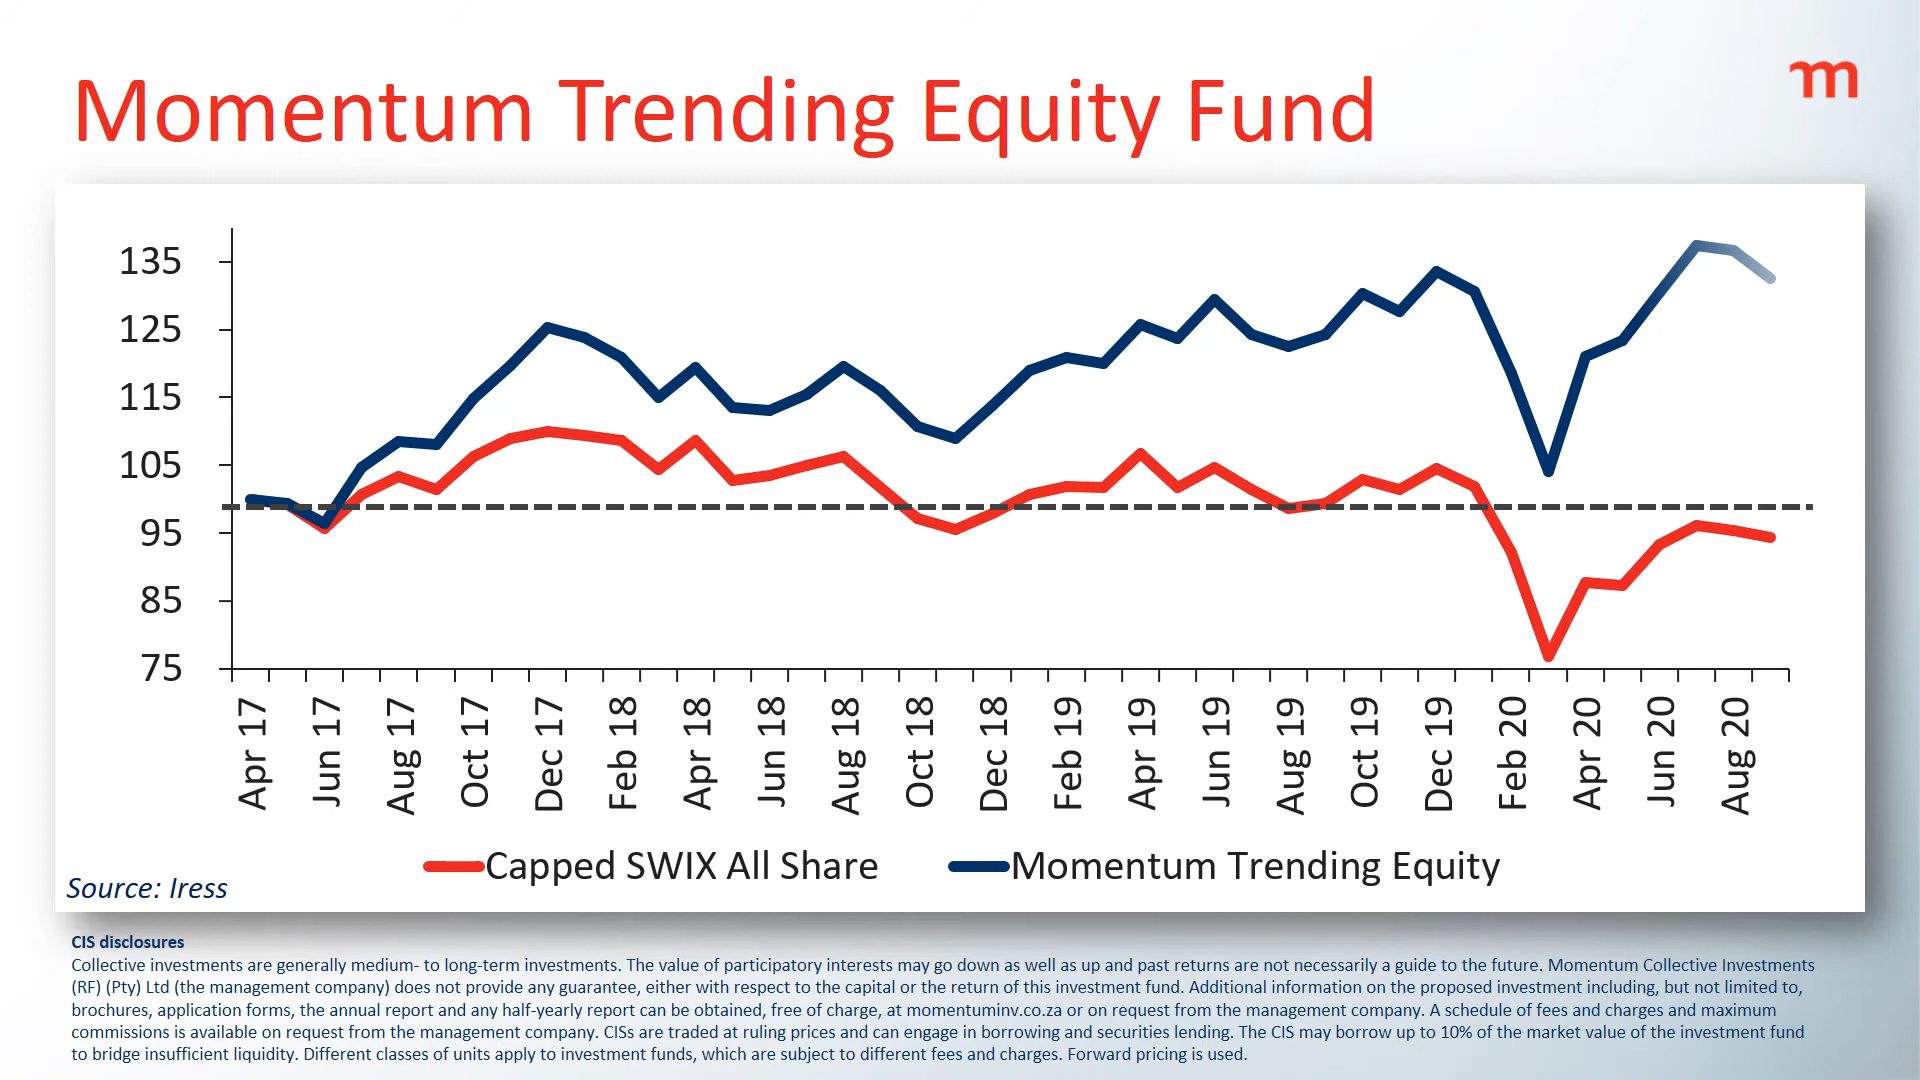 Momentum Trending Equity Fund
m
135
125
115
105
95
85
75
Apr 17
Jun 17
Aug 17
Oct 17
Dec 17
Feb 18
Apr 18
Jun 18
Aug 18
Oct 18
Dec 18
Feb 19
Apr 19
Jun 19
Aug 19
Oct 19
Dec 19
Feb 20
Apr 20
Jun 20
Aug 20
Capped SWIX All Share
Momentum Trending Equity
Source: Iress
CIS disclosures
Collective investments are generally medium- to long-term investments. The value of participatory interests may go down as well as up and past returns are not necessarily a guide to the future. Momentum Collective Investments
(RF) (Pty) Ltd (the management company) does not provide any guarantee, either with respect to the capital or the return of this investment fund. Additional information on the proposed investment including, but not limited to,
brochures, application forms, the annual report and any half-yearly report can be obtained, free of charge, at momentuminv.co.za or on request from the management company. A schedule of fees and charges and maximum
commissions is available on request from the management company. CISs are traded at ruling prices and can engage in borrowing and securities lending. The CIS may borrow up to 10% of the market value of the investment fund
to bridge insufficient liquidity. Different classes of units apply to investment funds, which are subject to different fees and charges. Forward pricing is used.